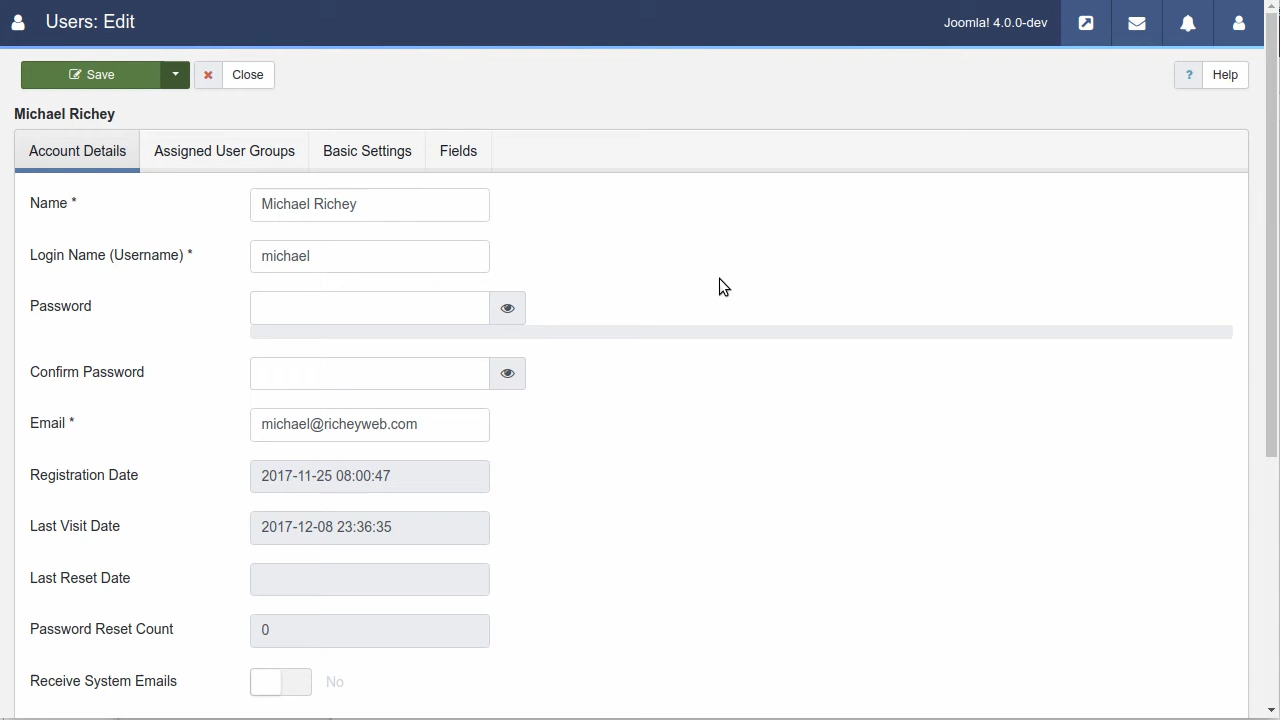 Users: Edit
Joomla! 4.0.0-dev
Save
Close
? Help
Michael Richey
Account Details Assigned User Groups Basic Settings Fields
Name * Michael Richey
Login Name (Username) * michael
Password
Confirm Password
Email * michael@richeyweb.com
Registration Date 2017-11-25 08:00:47
Last Visit Date 2017-12-08 23:36:35
Last Reset Date
Password Reset Count 0
Receive System Emails No